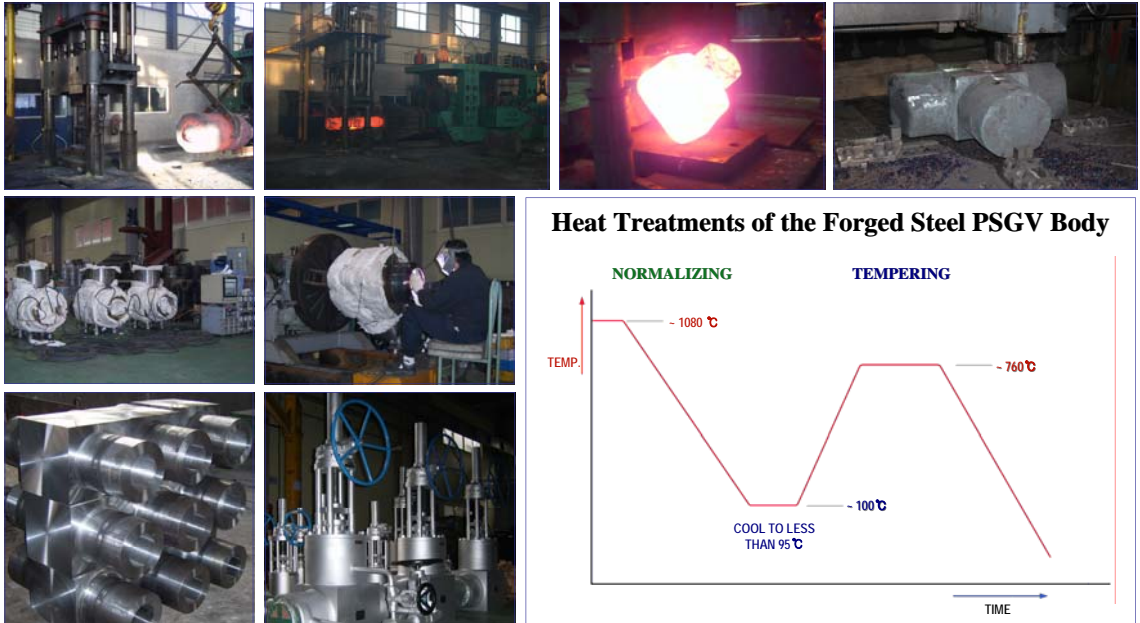 Heat Treatments of the Forged Steel PSGV Body
NORMALIZING
TEMPERING
~ 1080 ℃
TEMP.
~ 760℃
~ 100℃
COOL TO LESS
THAN 95℃
TIME